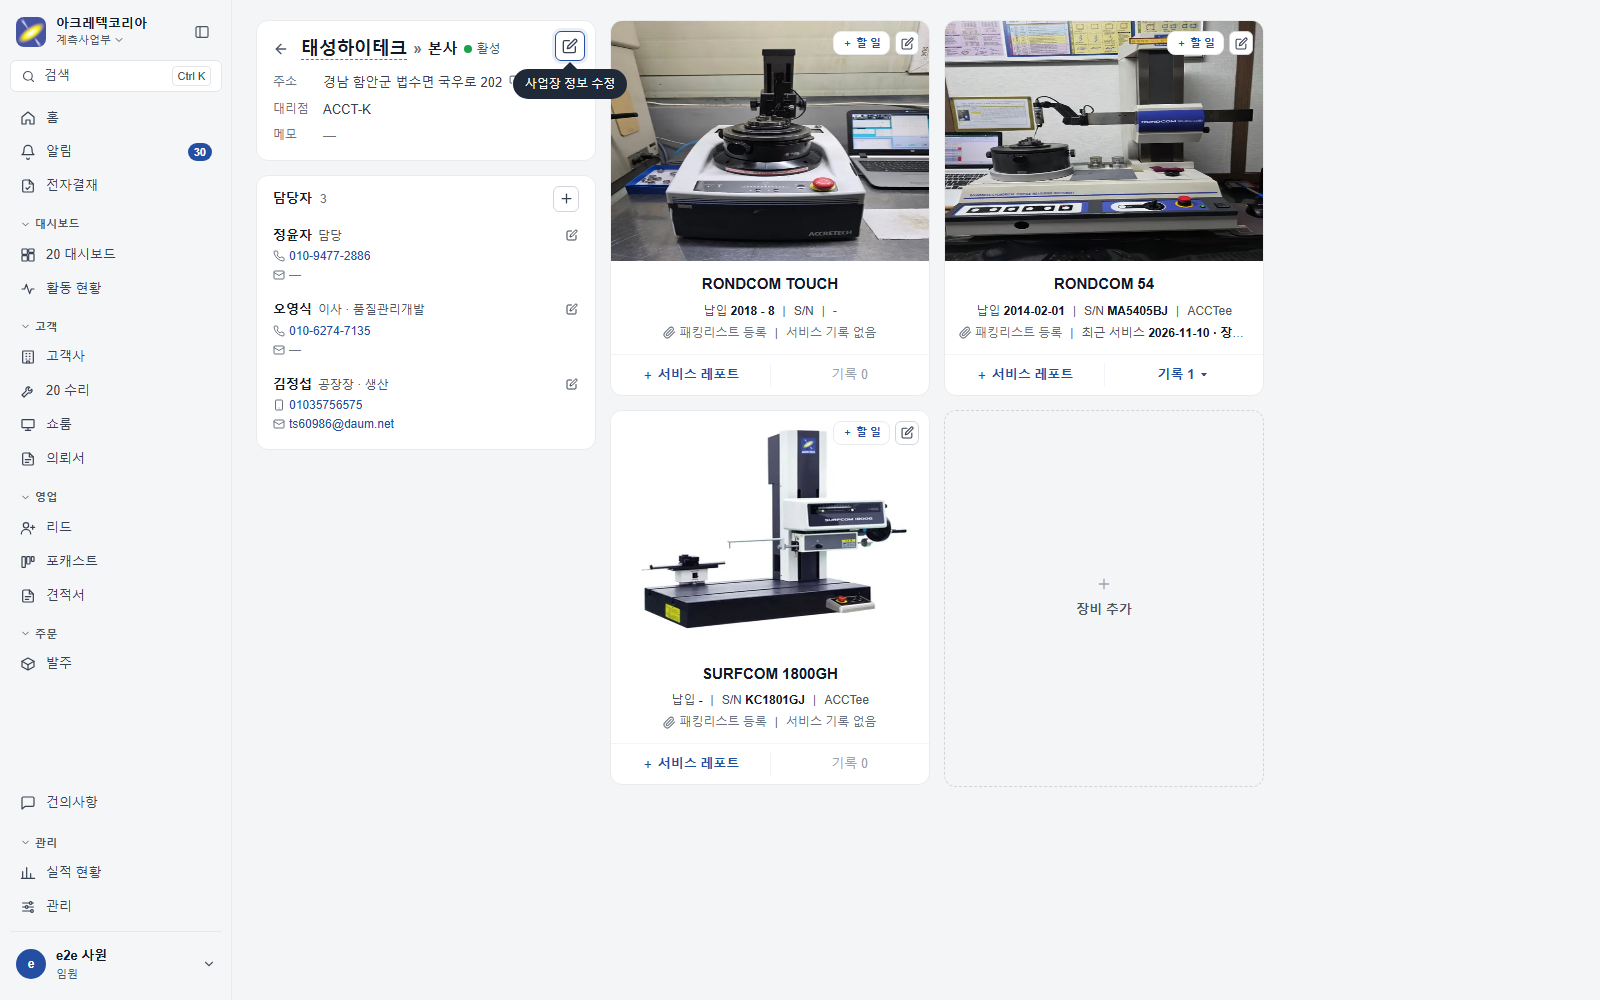 아크레텍코리아
계측사업부
검색 Ctrl K
홈
알림 30
전자결재
대시보드
20 대시보드
활동 현황
고객
고객사
20 수리
쇼룸
의뢰서
영업
리드
포캐스트
견적서
주문
발주
건의사항
관리
실적 현황
관리
e e2e 사원
임원
태성하이테크 » 본사 활성
사업장 정보 수정
주소 경남 함안군 법수면 국우로 202
대리점 ACCT-K
메모 —
담당자 3
정윤자 담당
010-9477-2886
—
오영식 이사 · 품질관리개발
010-6274-7135
—
김정섭 공장장 · 생산
01035756575
ts60986@daum.net
+ 할 일
ACCRETECH
RONDCOM TOUCH
납입 2018 - 8 | S/N | -
패킹리스트 등록 | 서비스 기록 없음
+ 서비스 레포트 기록 0
+ 할 일
RONDCOM
RONDCOM 54
납입 2014-02-01 | S/N MA5405BJ | ACCTee
패킹리스트 등록 | 최근 서비스 2026-11-10 · 장…
+ 서비스 레포트 기록 1
+ 할 일
SURFCOM 1800G
SURFCOM 1800GH
납입 - | S/N KC1801GJ | ACCTee
패킹리스트 등록 | 서비스 기록 없음
+ 서비스 레포트 기록 0
+
장비 추가